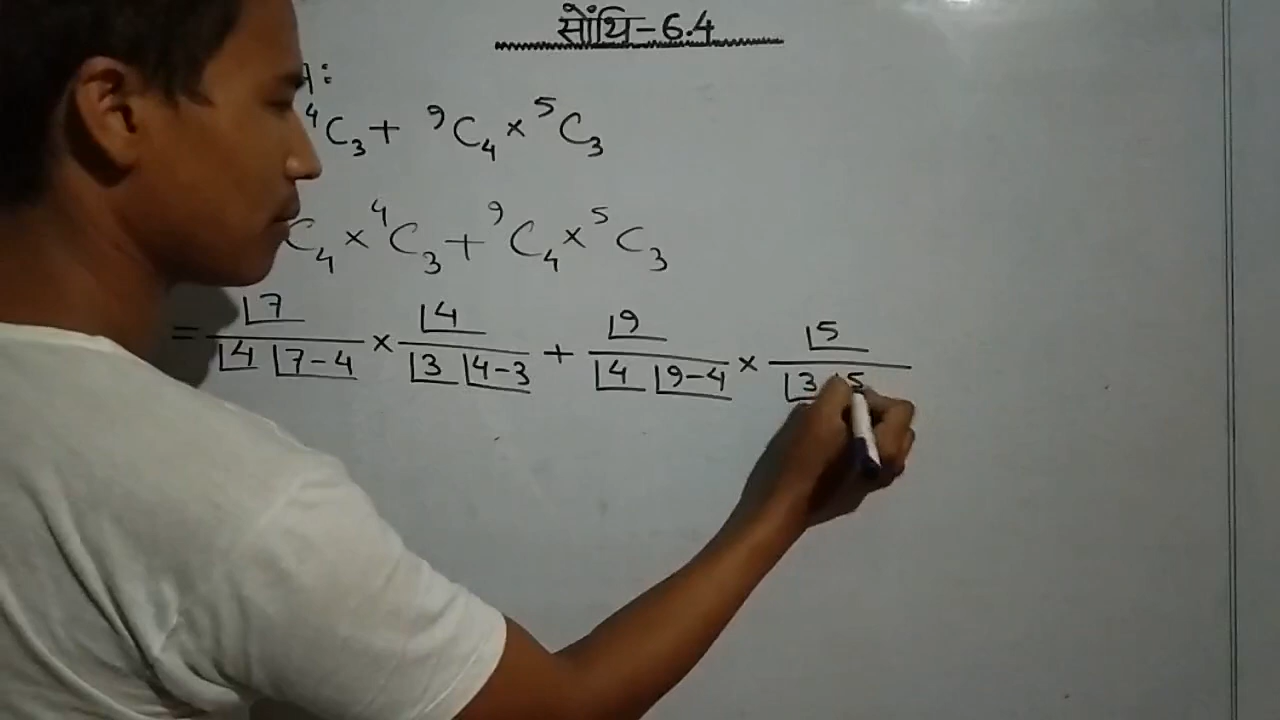 सोंथि-6.4
:
⁴C₃ + ⁹C₄ × ⁵C₃
C₄ × ⁴C₃ + ⁹C₄ × ⁵C₃
= |7 / (|4 |7-4) × |4 / (|3 |4-3) + |9 / (|4 |9-4) × |5 / (|3 |5